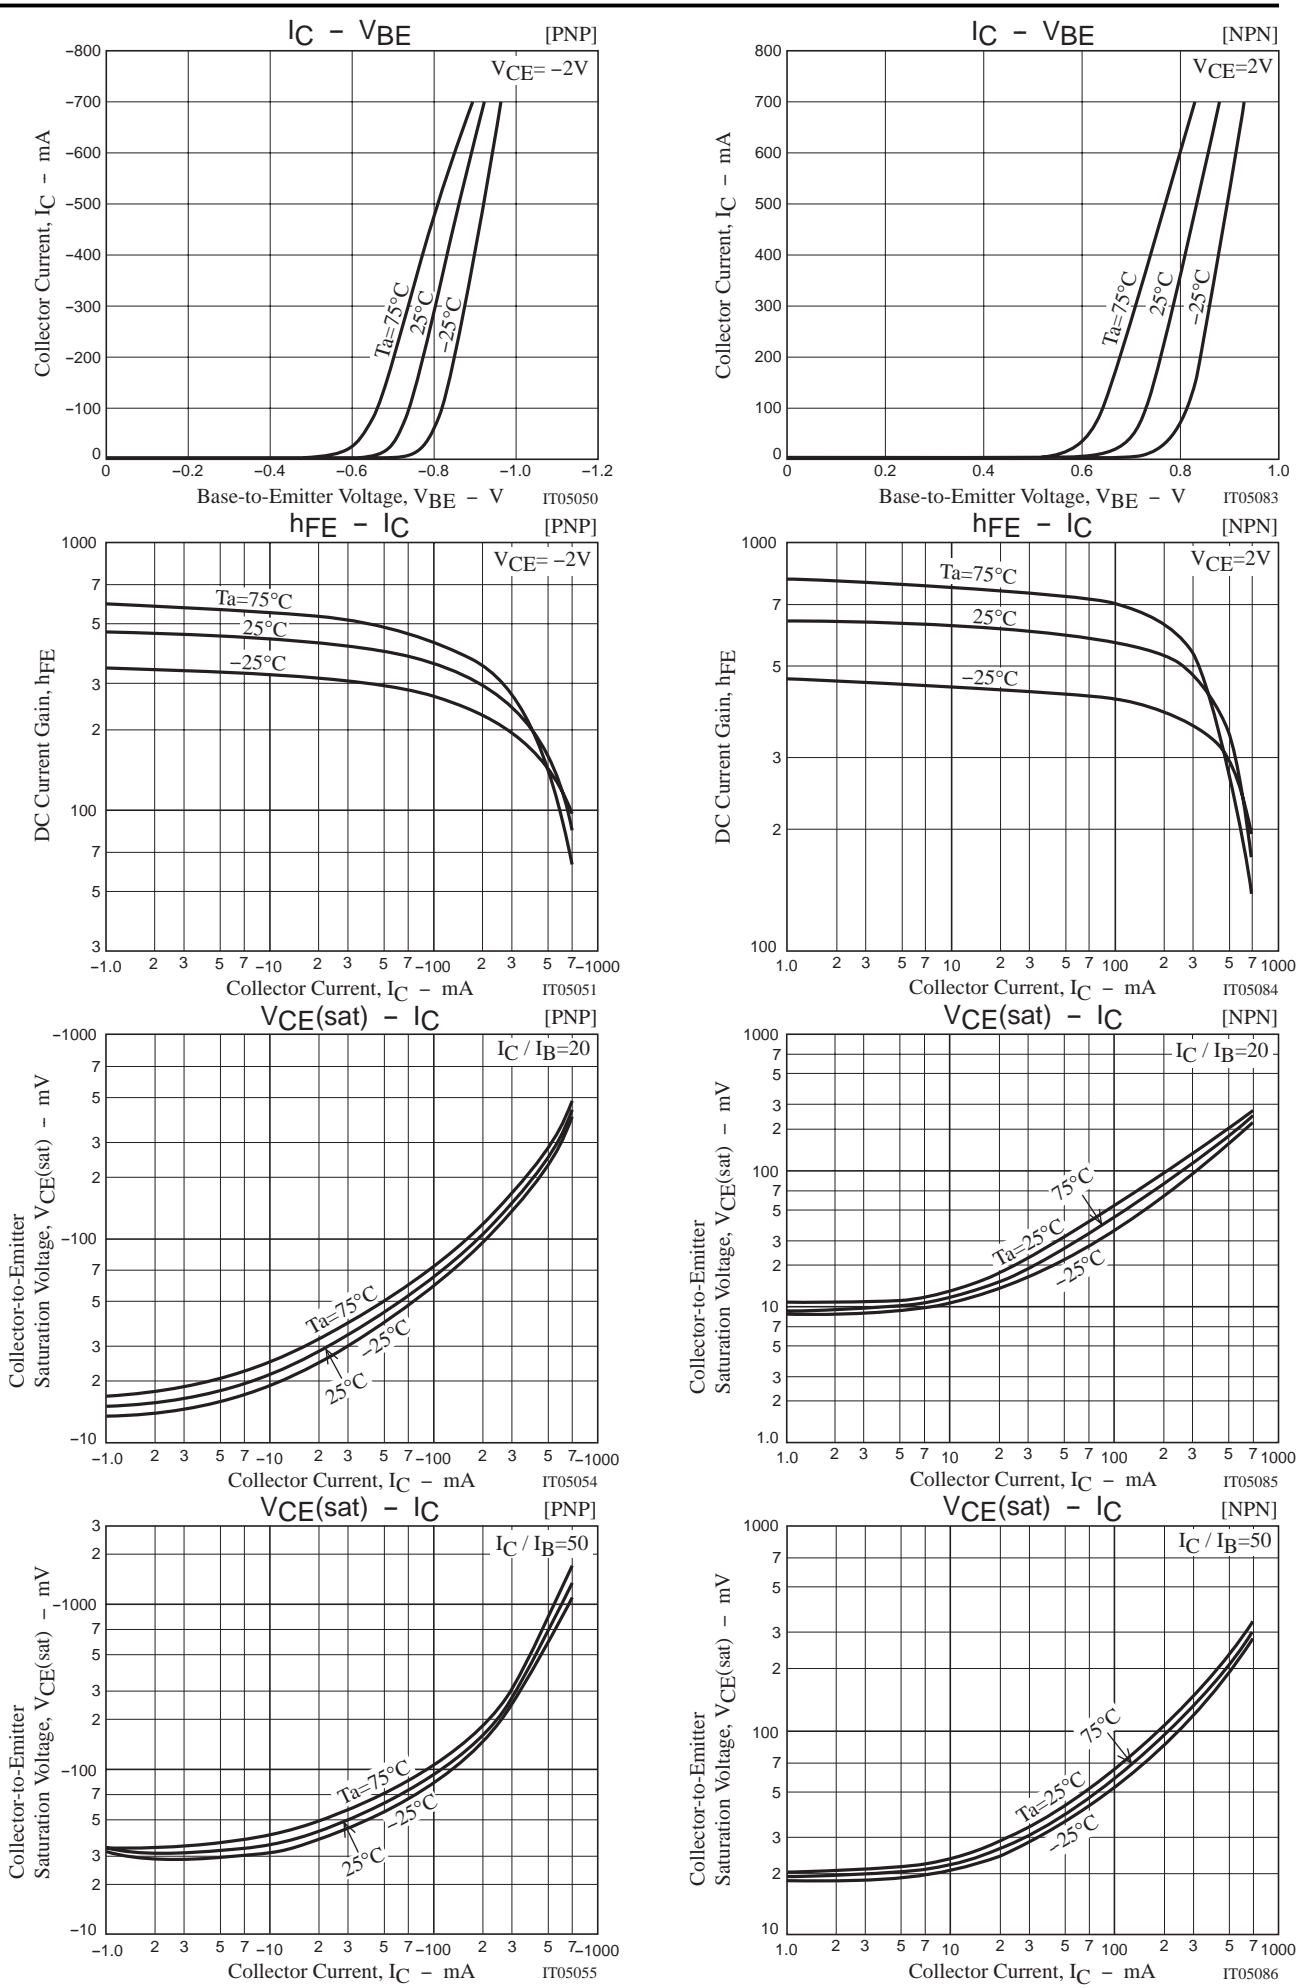 IC – VBE [PNP]
VCE= –2V
–800
–700
–600
–500
–400
–300
–200
–100
0
Collector Current, IC – mA
Ta=75°C
25°C
–25°C
0 –0.2 –0.4 –0.6 –0.8 –1.0 –1.2
Base-to-Emitter Voltage, VBE – V IT05050
IC – VBE [NPN]
VCE=2V
800
700
600
500
400
300
200
100
0
Collector Current, IC – mA
Ta=75°C
25°C
–25°C
0 0.2 0.4 0.6 0.8 1.0
Base-to-Emitter Voltage, VBE – V IT05083
hFE – IC [PNP]
VCE= –2V
1000
7
5
3
2
100
7
5
3
DC Current Gain, hFE
Ta=75°C
25°C
–25°C
–1.0 2 3 5 7 –10 2 3 5 7 –100 2 3 5 7 –1000
Collector Current, IC – mA IT05051
hFE – IC [NPN]
VCE=2V
1000
7
5
3
2
100
DC Current Gain, hFE
Ta=75°C
25°C
–25°C
1.0 2 3 5 7 10 2 3 5 7 100 2 3 5 7 1000
Collector Current, IC – mA IT05084
VCE(sat) – IC [PNP]
IC / IB=20
–1000
7
5
3
2
–100
7
5
3
2
–10
Collector-to-Emitter
Saturation Voltage, VCE(sat) – mV
Ta=75°C
–25°C
25°C
–1.0 2 3 5 7 –10 2 3 5 7 –100 2 3 5 7 –1000
Collector Current, IC – mA IT05054
VCE(sat) – IC [NPN]
IC / IB=20
1000
7
5
3
2
100
7
5
3
2
10
7
5
3
2
1.0
Collector-to-Emitter
Saturation Voltage, VCE(sat) – mV
75°C
Ta=25°C
–25°C
1.0 2 3 5 7 10 2 3 5 7 100 2 3 5 7 1000
Collector Current, IC – mA IT05085
VCE(sat) – IC [PNP]
IC / IB=50
3
2
–1000
7
5
3
2
–100
7
5
3
2
–10
Collector-to-Emitter
Saturation Voltage, VCE(sat) – mV
Ta=75°C
–25°C
25°C
–1.0 2 3 5 7 –10 2 3 5 7 –100 2 3 5 7 –1000
Collector Current, IC – mA IT05055
VCE(sat) – IC [NPN]
IC / IB=50
1000
7
5
3
2
100
7
5
3
2
10
Collector-to-Emitter
Saturation Voltage, VCE(sat) – mV
75°C
Ta=25°C
–25°C
1.0 2 3 5 7 10 2 3 5 7 100 2 3 5 7 1000
Collector Current, IC – mA IT05086